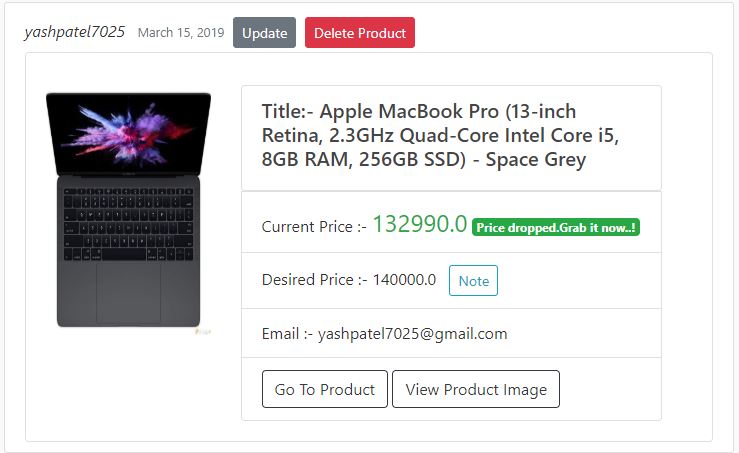 yashpatel7025 March 15, 2019 Update Delete Product
Title:- Apple MacBook Pro (13-inch
Retina, 2.3GHz Quad-Core Intel Core i5,
8GB RAM, 256GB SSD) - Space Grey
Current Price :- 132990.0 Price dropped.Grab it now..!
Desired Price :- 140000.0 Note
Email :- yashpatel7025@gmail.com
Go To Product View Product Image